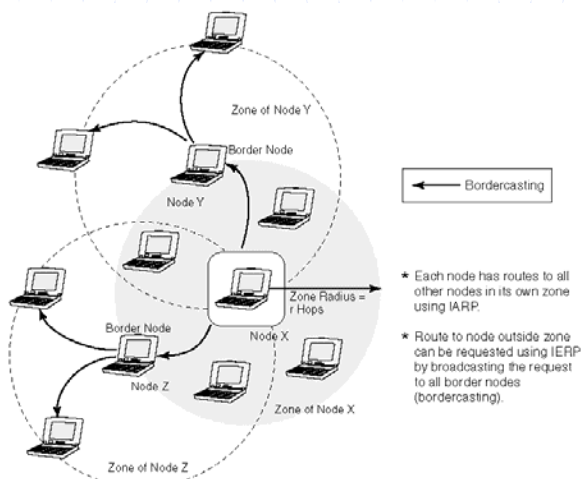 Zone of Node Y
Border Node
Node Y
Bordercasting
Zone Radius =
r Hops
Node X
* Each node has routes to all
other nodes in its own zone
using IARP.
Border Node
Node Z
* Route to node outside zone
can be requested using IERP
by broadcasting the request
to all border nodes
(bordercasting).
Zone of Node X
Zone of Node Z